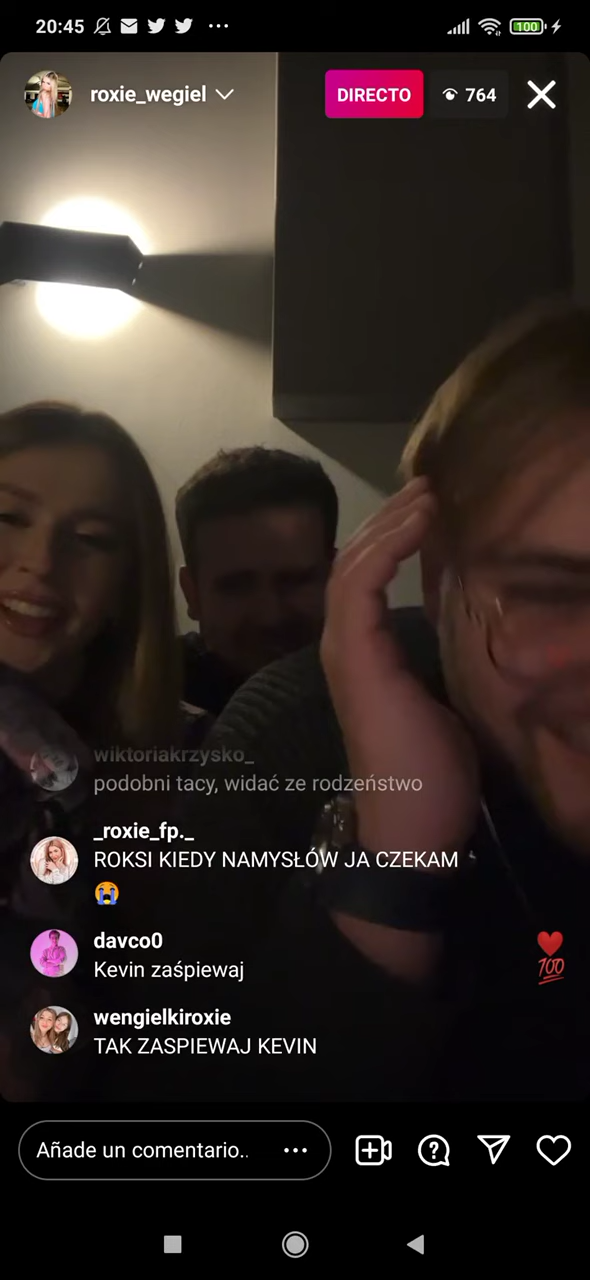 20:45
100
roxie_wegiel
DIRECTO
764
wiktoriakrzysko_
podobni tacy, widać ze rodzeństwo
_roxie_fp._
ROKSI KIEDY NAMYSŁÓW JA CZEKAM
😭
davco0
Kevin zaśpiewaj
❤️
💯
wengielkiroxie
TAK ZASPIEWAJ KEVIN
Añade un comentario..